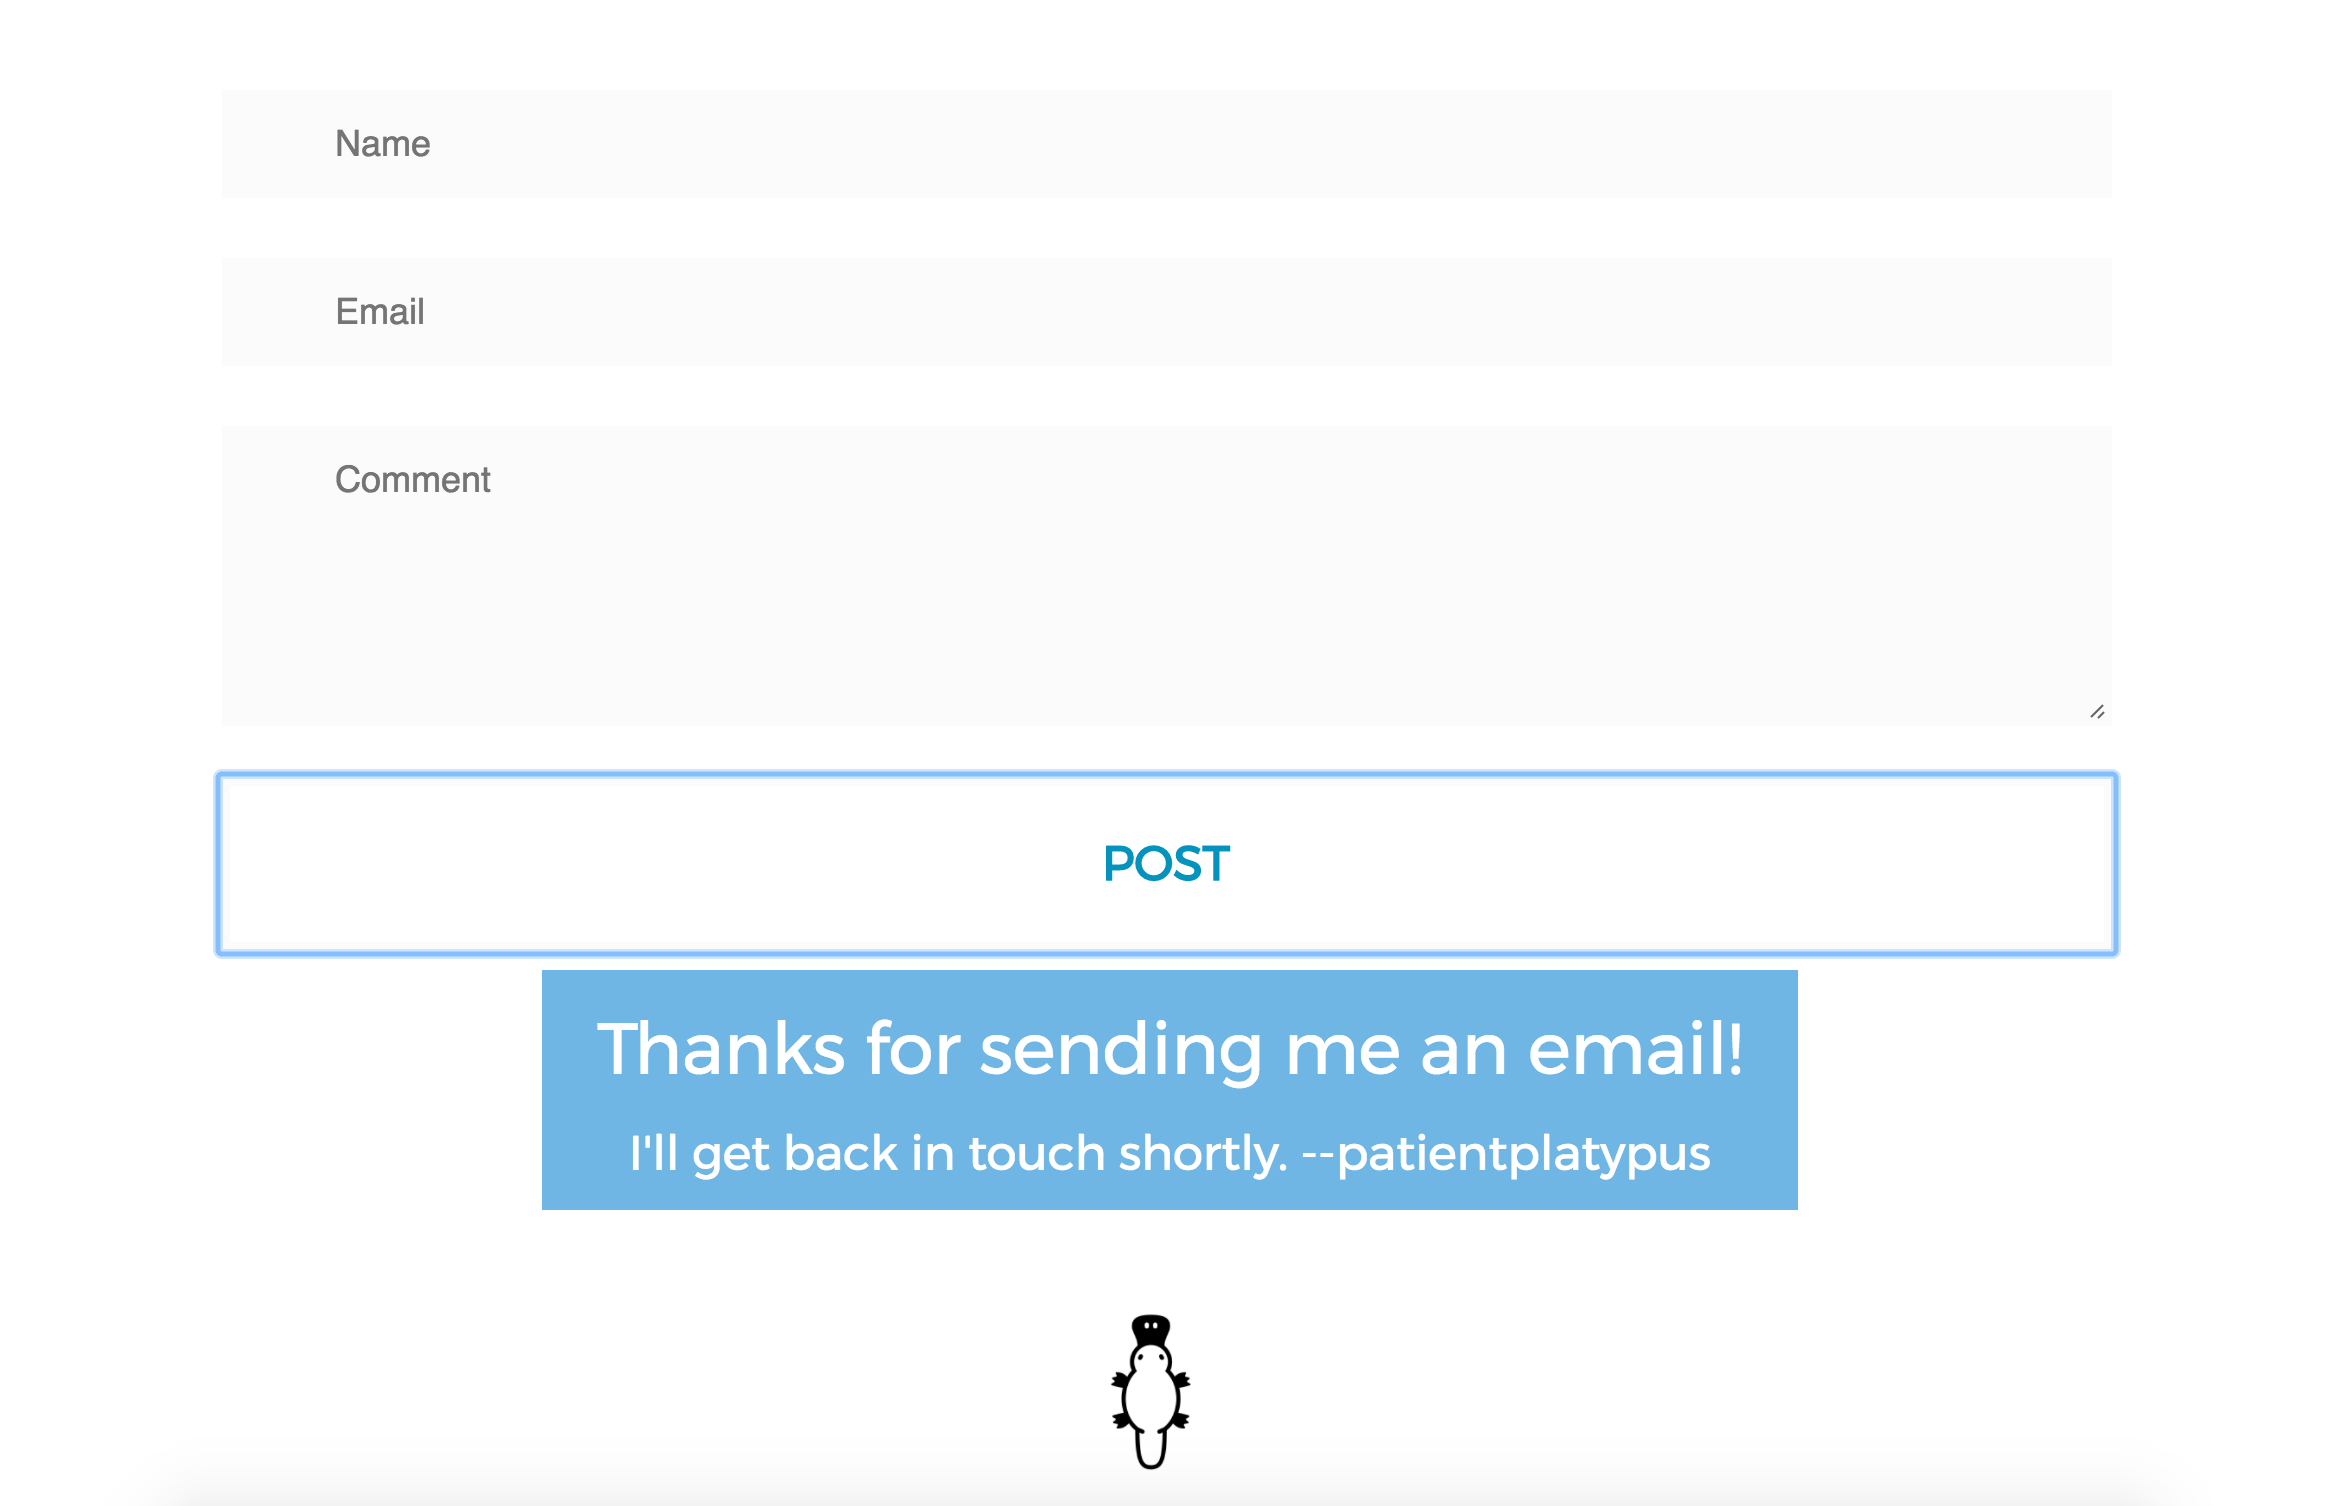 Name
Email
Comment
POST
Thanks for sending me an email!
I'll get back in touch shortly. --patientplatypus